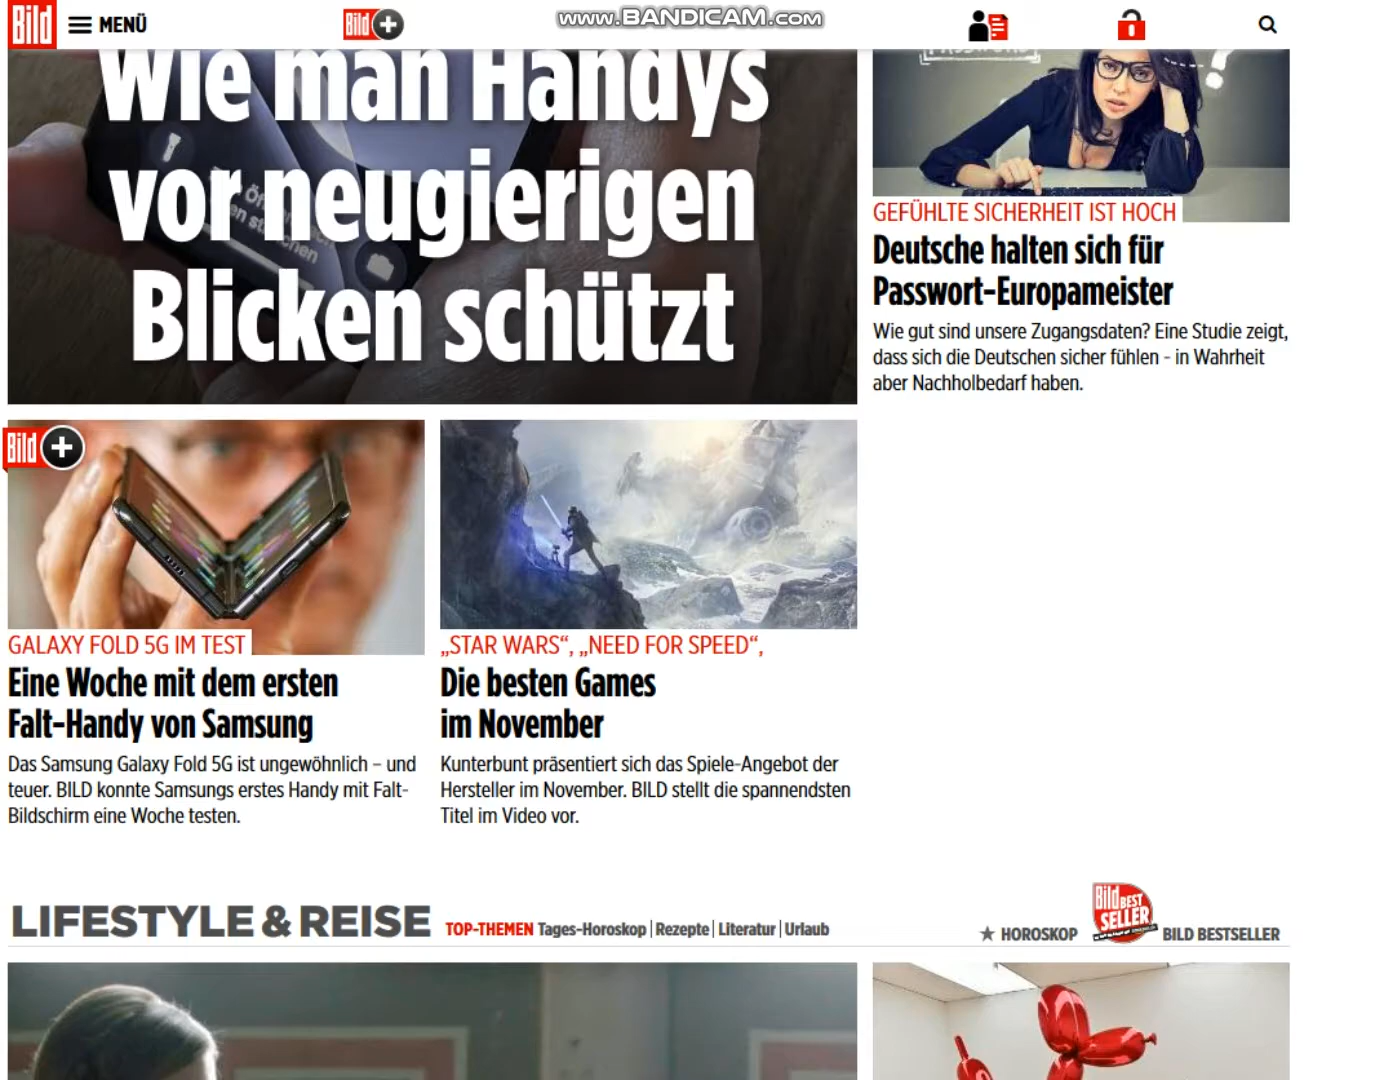 Bild MENÜ Bild+ www.BANDICAM.com
Wie man Handys
vor neugierigen
Blicken schützt
GEFÜHLTE SICHERHEIT IST HOCH
Deutsche halten sich für
Passwort-Europameister
Wie gut sind unsere Zugangsdaten? Eine Studie zeigt,
dass sich die Deutschen sicher fühlen - in Wahrheit
aber Nachholbedarf haben.
Bild +
GALAXY FOLD 5G IM TEST
Eine Woche mit dem ersten
Falt-Handy von Samsung
Das Samsung Galaxy Fold 5G ist ungewöhnlich – und
teuer. BILD konnte Samsungs erstes Handy mit Falt-
Bildschirm eine Woche testen.
„STAR WARS“, „NEED FOR SPEED“,
Die besten Games
im November
Kunterbunt präsentiert sich das Spiele-Angebot der
Hersteller im November. BILD stellt die spannendsten
Titel im Video vor.
LIFESTYLE & REISE TOP-THEMEN Tages-Horoskop | Rezepte | Literatur | Urlaub
★ HOROSKOP
Bild BEST
SELLER
BILD BESTSELLER